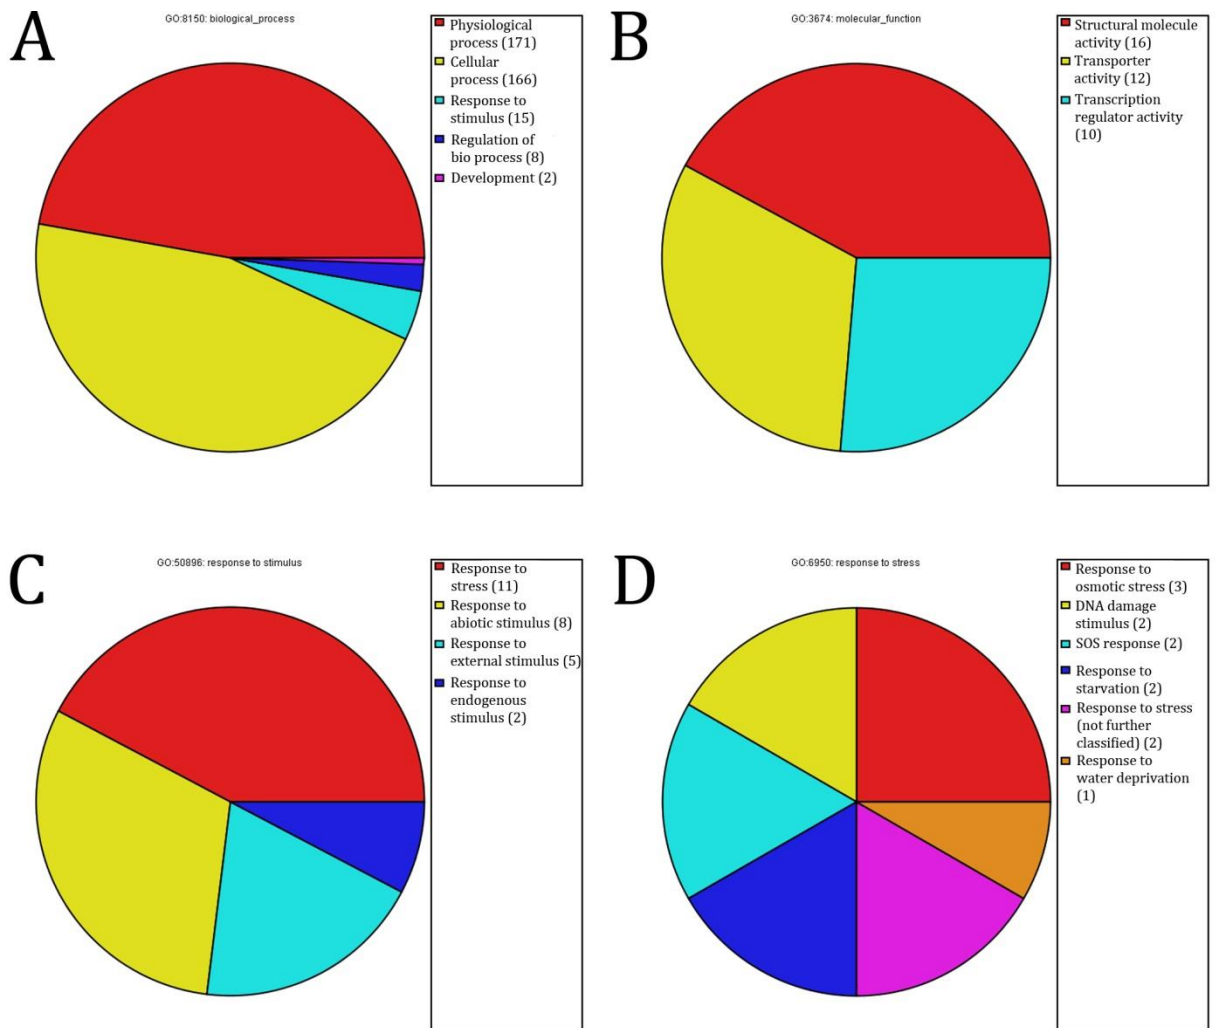 A
GO:8150: biological_process
Physiological
process (171)
Cellular
process (166)
Response to
stimulus (15)
Regulation of
bio process (8)
Development (2)
B
GO:3674: molecular_function
Structural molecule
activity (16)
Transporter
activity (12)
Transcription
regulator activity
(10)
C
GO:50896: response to stimulus
Response to
stress (11)
Response to
abiotic stimulus (8)
Response to
external stimulus (5)
Response to
endogenous
stimulus (2)
D
GO:6950: response to stress
Response to
osmotic stress (3)
DNA damage
stimulus (2)
SOS response (2)
Response to
starvation (2)
Response to stress
(not further
classified) (2)
Response to
water deprivation
(1)